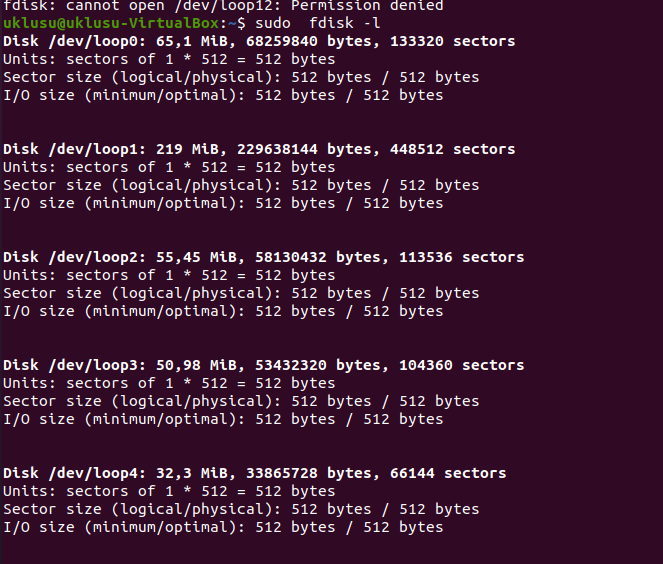 fdisk: cannot open /dev/loop12: Permission denied
uklusu@uklusu-VirtualBox:~$ sudo  fdisk -l
Disk /dev/loop0: 65,1 MiB, 68259840 bytes, 133320 sectors
Units: sectors of 1 * 512 = 512 bytes
Sector size (logical/physical): 512 bytes / 512 bytes
I/O size (minimum/optimal): 512 bytes / 512 bytes
Disk /dev/loop1: 219 MiB, 229638144 bytes, 448512 sectors
Units: sectors of 1 * 512 = 512 bytes
Sector size (logical/physical): 512 bytes / 512 bytes
I/O size (minimum/optimal): 512 bytes / 512 bytes
Disk /dev/loop2: 55,45 MiB, 58130432 bytes, 113536 sectors
Units: sectors of 1 * 512 = 512 bytes
Sector size (logical/physical): 512 bytes / 512 bytes
I/O size (minimum/optimal): 512 bytes / 512 bytes
Disk /dev/loop3: 50,98 MiB, 53432320 bytes, 104360 sectors
Units: sectors of 1 * 512 = 512 bytes
Sector size (logical/physical): 512 bytes / 512 bytes
I/O size (minimum/optimal): 512 bytes / 512 bytes
Disk /dev/loop4: 32,3 MiB, 33865728 bytes, 66144 sectors
Units: sectors of 1 * 512 = 512 bytes
Sector size (logical/physical): 512 bytes / 512 bytes
I/O size (minimum/optimal): 512 bytes / 512 bytes